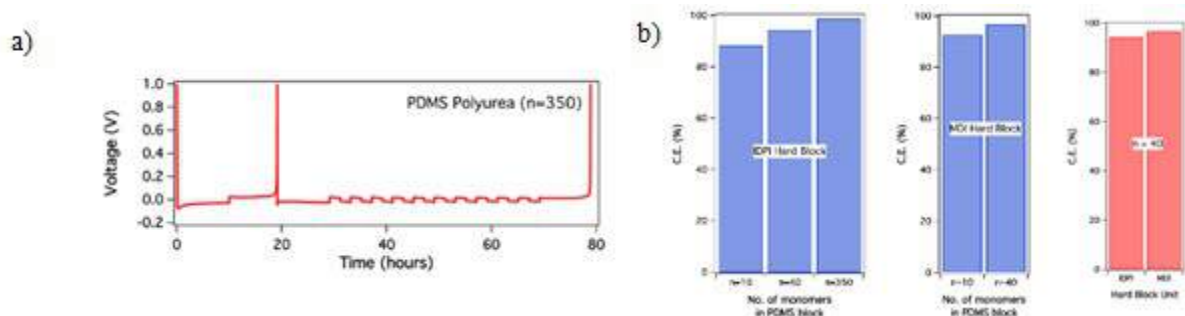 a)
PDMS Polyurea (n=350)
Voltage (V)
1.0
0.8
0.6
0.4
0.2
0.0
-0.2
0 20 40 60 80
Time (hours)
b)
C.E. (%)
100
80
60
40
20
0
IDPI Hard Block
n=10 n=40 n=350
No. of monomers
in PDMS block
C.E. (%)
100
80
60
40
20
0
MDI Hard Block
n=10 n=40
No. of monomers
in PDMS block
C.E. (%)
100
80
60
40
20
0
n = 40
IDPI MDI
Hard Block Unit